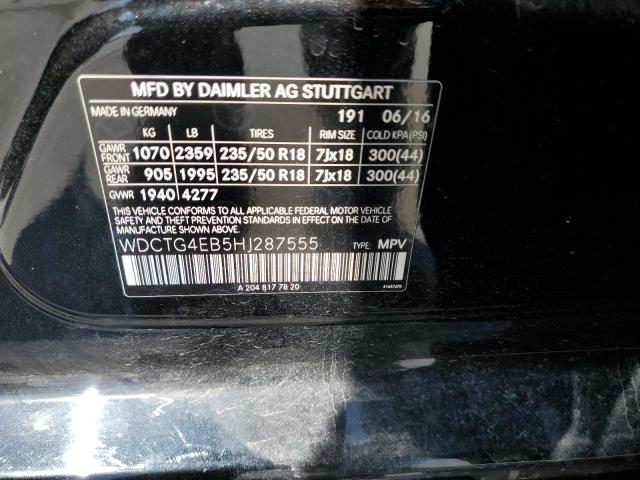 MFD BY DAIMLER AG STUTTGART
MADE IN GERMANY 191 06/16
KG LB TIRES RIM SIZE COLD KPA(PSI)
GAWR FRONT 1070 2359 235/50 R18 7Jx18 300(44)
GAWR REAR 905 1995 235/50 R18 7Jx18 300(44)
GVWR 1940 4277
THIS VEHICLE CONFORMS TO ALL APPLICABLE FEDERAL MOTOR VEHICLE
SAFETY AND THEFT PREVENTION STANDARDS IN EFFECT ON THE DATE OF
MANUFACTURE SHOWN ABOVE.
WDCTG4EB5HJ287555 TYPE: MPV
A 204 817 78 20